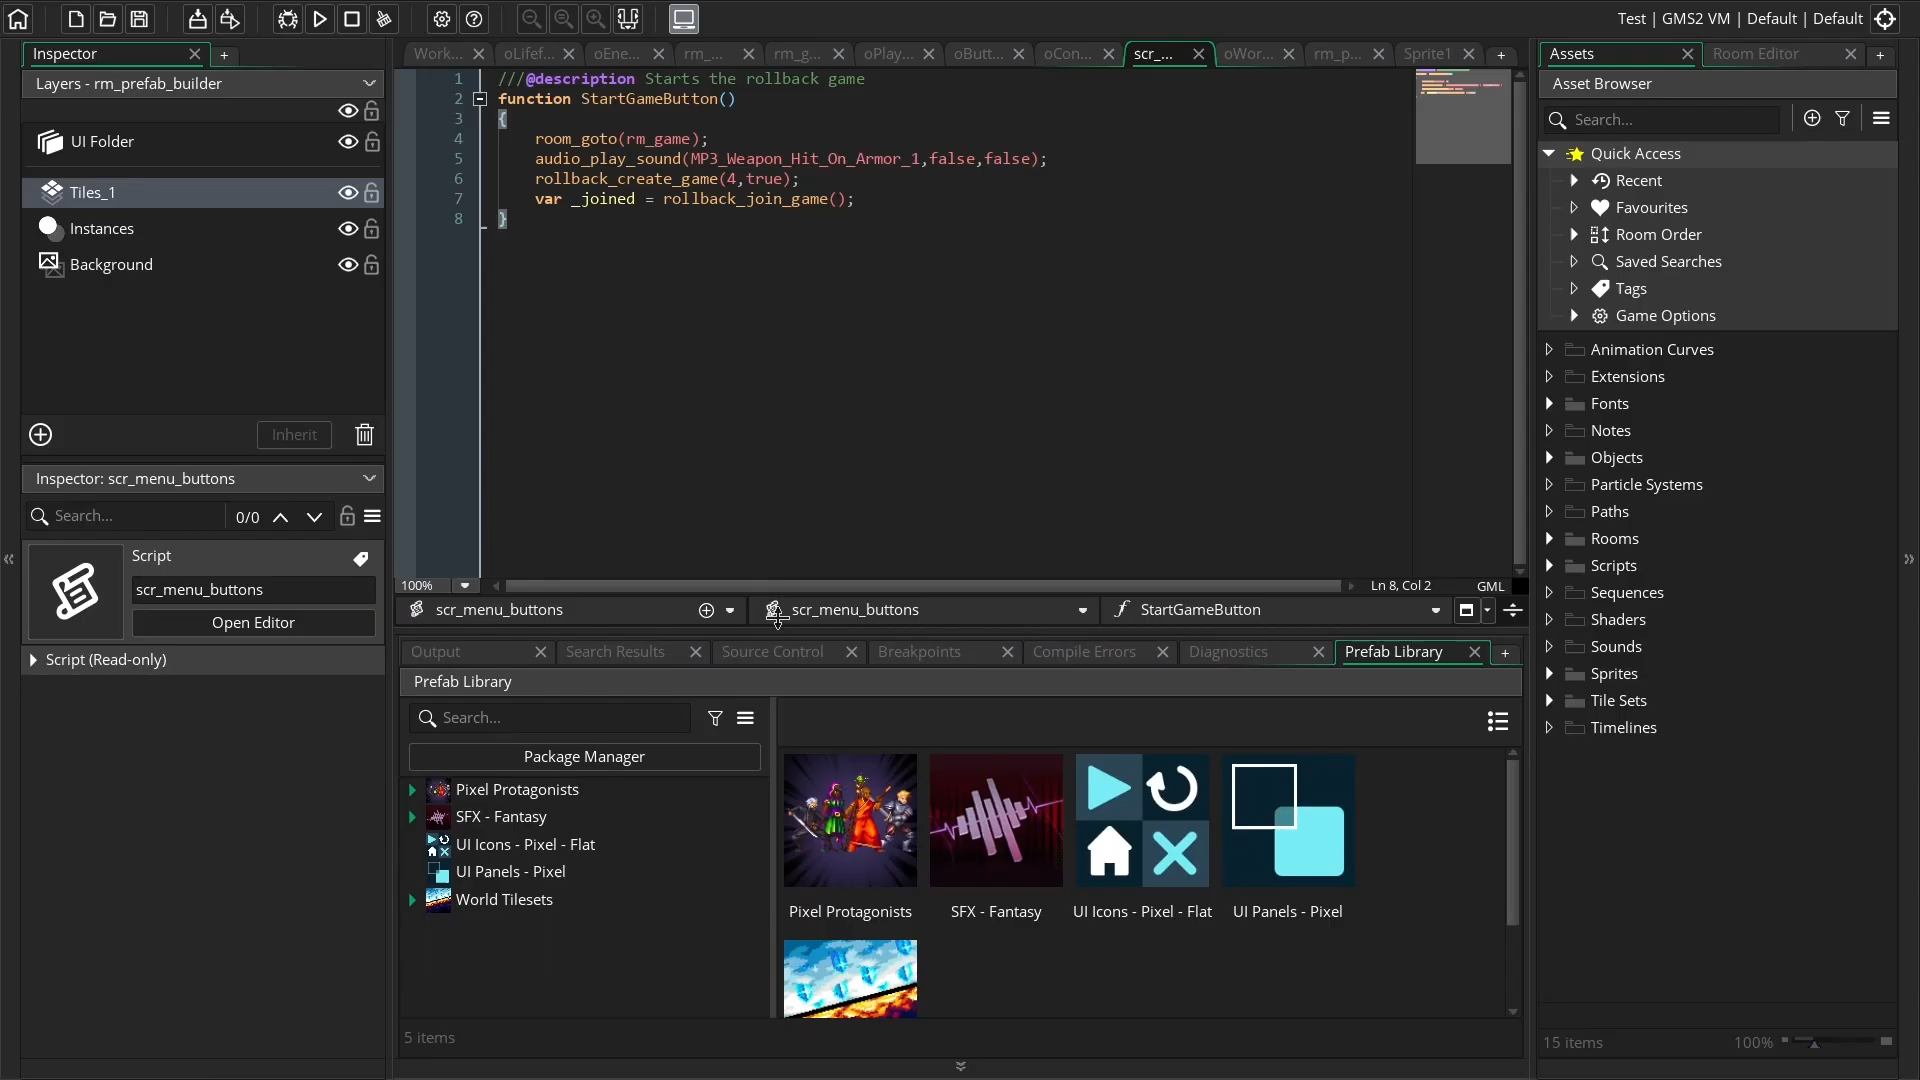 Test | GMS2 VM | Default | Default
Inspector
Layers - rm_prefab_builder
UI Folder
Tiles_1
Instances
Background
Inherit
Inspector: scr_menu_buttons
Search...
0/0
Script
scr_menu_buttons
Open Editor
Script (Read-only)
Work... oLifef... oEne... rm_... rm_g... oPlay... oButt... oCon... scr_... oWor... rm_p... Sprite1
1 ///@description Starts the rollback game
2 function StartGameButton()
3 {
4 room_goto(rm_game);
5 audio_play_sound(MP3_Weapon_Hit_On_Armor_1,false,false);
6 rollback_create_game(4,true);
7 var _joined = rollback_join_game();
8 }
100% Ln 8, Col 2 GML
scr_menu_buttons scr_menu_buttons StartGameButton
Output Search Results Source Control Breakpoints Compile Errors Diagnostics Prefab Library
Prefab Library
Search...
Package Manager
Pixel Protagonists
SFX - Fantasy
UI Icons - Pixel - Flat
UI Panels - Pixel
World Tilesets
Pixel Protagonists SFX - Fantasy UI Icons - Pixel - Flat UI Panels - Pixel
5 items
Assets Room Editor
Asset Browser
Search...
Quick Access
Recent
Favourites
Room Order
Saved Searches
Tags
Game Options
Animation Curves
Extensions
Fonts
Notes
Objects
Particle Systems
Paths
Rooms
Scripts
Sequences
Shaders
Sounds
Sprites
Tile Sets
Timelines
15 items 100%